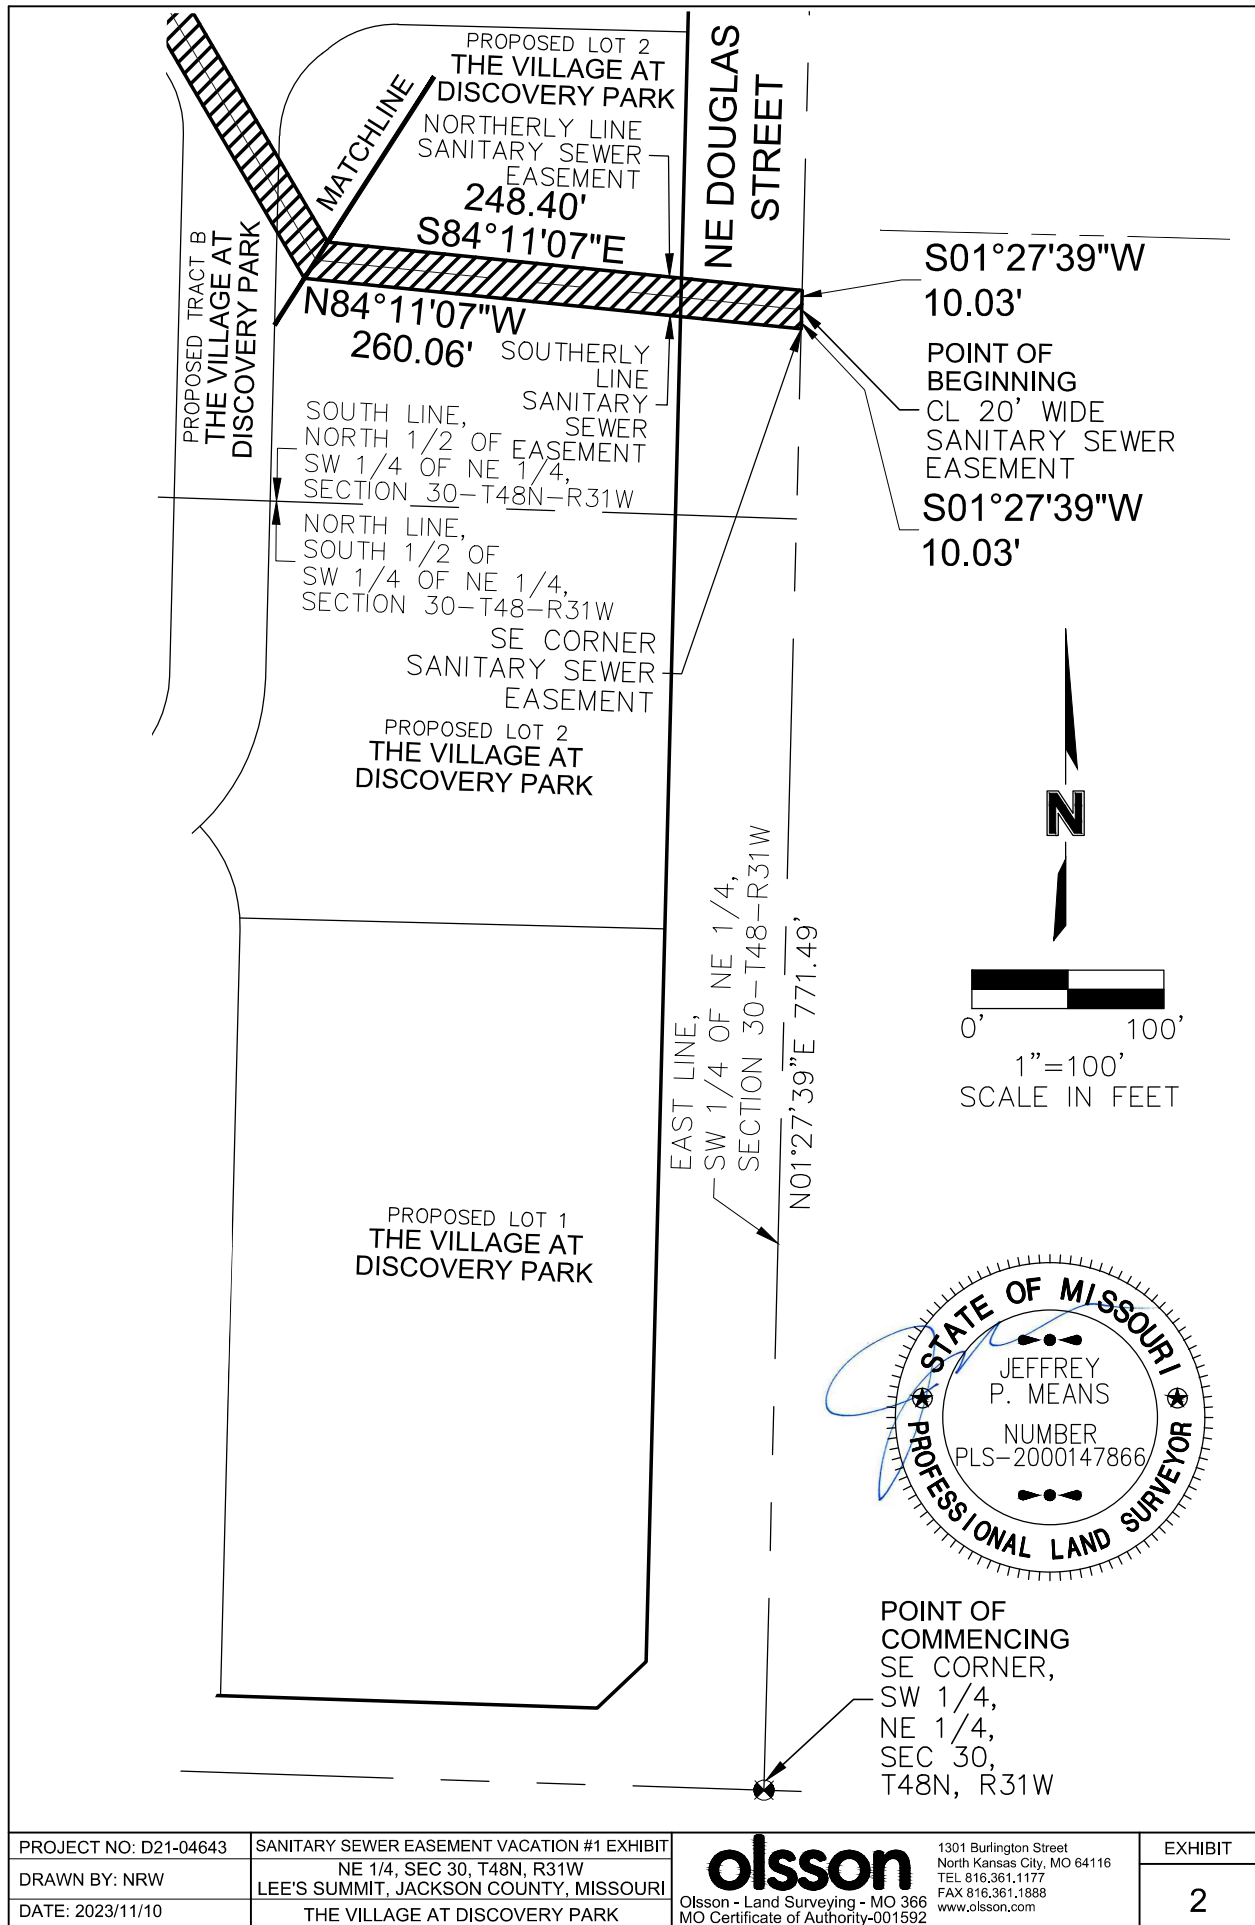 PROPOSED LOT 2
THE VILLAGE AT
DISCOVERY PARK
MATCHLINE
NORTHERLY LINE
SANITARY SEWER
EASEMENT
248.40'
S84°11'07"E
NE DOUGLAS
STREET
S01°27'39"W
10.03'
PROPOSED TRACT B
THE VILLAGE AT
DISCOVERY PARK
N84°11'07"W
260.06'
SOUTHERLY
LINE
SANITARY
SEWER
EASEMENT
POINT OF
BEGINNING
CL 20' WIDE
SANITARY SEWER
EASEMENT
S01°27'39"W
10.03'
SOUTH LINE,
NORTH 1/2 OF
SW 1/4 OF NE 1/4,
SECTION 30-T48N-R31W
NORTH LINE,
SOUTH 1/2 OF
SW 1/4 OF NE 1/4,
SECTION 30-T48-R31W
SE CORNER
SANITARY SEWER
EASEMENT
PROPOSED LOT 2
THE VILLAGE AT
DISCOVERY PARK
N
0' 100'
1"=100'
SCALE IN FEET
EAST LINE,
SW 1/4 OF NE 1/4,
SECTION 30-T48-R31W
N01°27'39"E 771.49'
PROPOSED LOT 1
THE VILLAGE AT
DISCOVERY PARK
STATE OF MISSOURI
JEFFREY
P. MEANS
NUMBER
PLS-2000147866
PROFESSIONAL LAND SURVEYOR
POINT OF
COMMENCING
SE CORNER,
SW 1/4,
NE 1/4,
SEC 30,
T48N, R31W
PROJECT NO: D21-04643
DRAWN BY: NRW
DATE: 2023/11/10
SANITARY SEWER EASEMENT VACATION #1 EXHIBIT
NE 1/4, SEC 30, T48N, R31W
LEE'S SUMMIT, JACKSON COUNTY, MISSOURI
THE VILLAGE AT DISCOVERY PARK
olsson
Olsson - Land Surveying - MO 366
MO Certificate of Authority-001592
1301 Burlington Street
North Kansas City, MO 64116
TEL 816.361.1177
FAX 816.361.1888
www.olsson.com
EXHIBIT
2